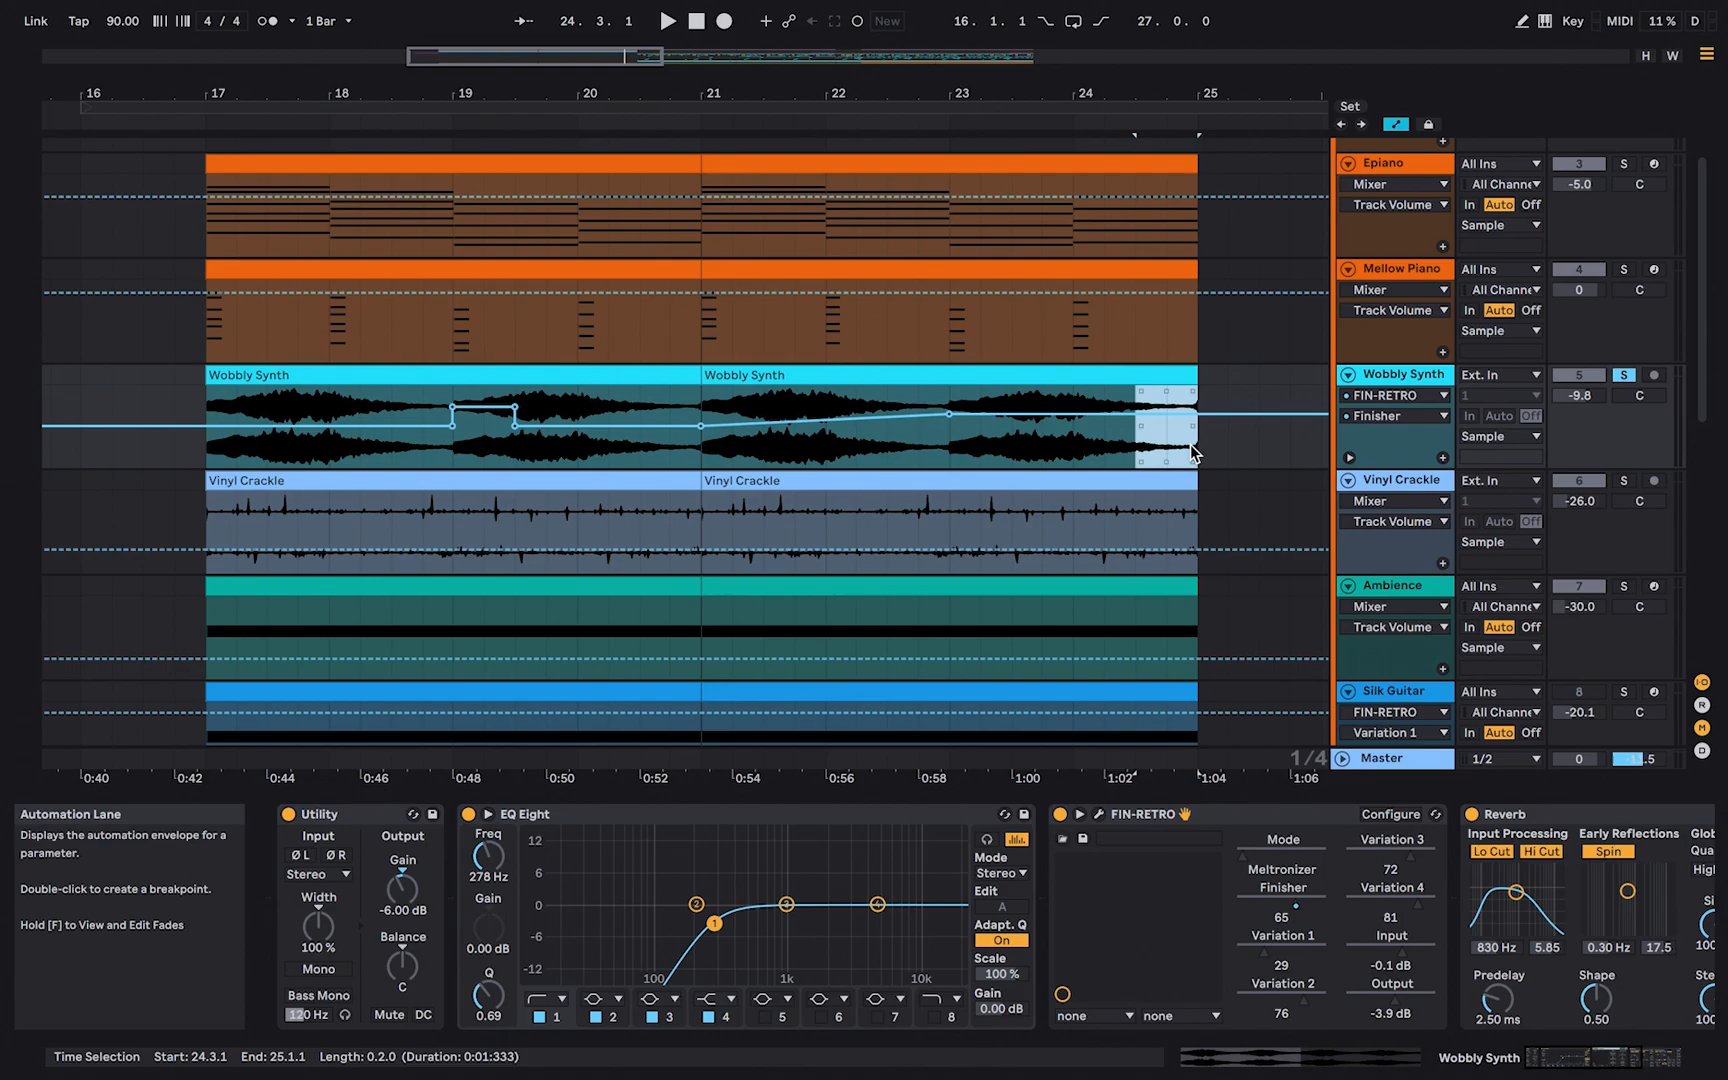 Link Tap 90.00 4 / 4 1 Bar 24. 3. 1 New 16. 1. 1 27. 0. 0 Key MIDI 11 % D
H W
16 17 18 19 20 21 22 23 24 25
Set
Epiano All Ins 3 S
Mixer All Channe -5.0 C
Track Volume In Auto Off
Sample
Mellow Piano All Ins 4 S
Mixer All Channe 0 C
Track Volume In Auto Off
Sample
Wobbly Synth Wobbly Synth Wobbly Synth Ext. In 5 S
FIN-RETRO 1 -9.8 C
Finisher In Auto Off
Sample
Vinyl Crackle Vinyl Crackle Vinyl Crackle Ext. In 6 S
Mixer 1 -26.0 C
Track Volume In Auto Off
Sample
Ambience All Ins 7 S
Mixer All Channe -30.0 C
Track Volume In Auto Off
Sample
Silk Guitar All Ins 8 S
FIN-RETRO All Channe -20.1 C
Variation 1 In Auto Off
I·O
R
M
D
1/4 Master 1/2 0
0:40 0:42 0:44 0:46 0:48 0:50 0:52 0:54 0:56 0:58 1:00 1:02 1:04 1:06
Automation Lane
Displays the automation envelope for a
parameter.
Double-click to create a breakpoint.
Hold [F] to View and Edit Fades
Utility
Input Output
Ø L Ø R Gain
Stereo
Width -6.00 dB
100 % Balance
Mono
Bass Mono C
120 Hz Mute DC
EQ Eight
Freq
278 Hz
Gain
0.00 dB
Q
0.69
12
6
0
-6
-12
100 1k 10k
1 2 3 4
1 2 3 4 5 6 7 8
Mode
Stereo
Edit
A
Adapt. Q
On
Scale
100 %
Gain
0.00 dB
FIN-RETRO Configure
Mode Variation 3
Meltronizer 72
Finisher Variation 4
65 81
Variation 1 Input
29 -0.1 dB
Variation 2 Output
76 -3.9 dB
none none
Reverb
Input Processing Early Reflections
Lo Cut Hi Cut Spin
830 Hz 5.85 0.30 Hz 17.5
Predelay Shape
2.50 ms 0.50
Time Selection Start: 24.3.1 End: 25.1.1 Length: 0.2.0 (Duration: 0:01:333) Wobbly Synth